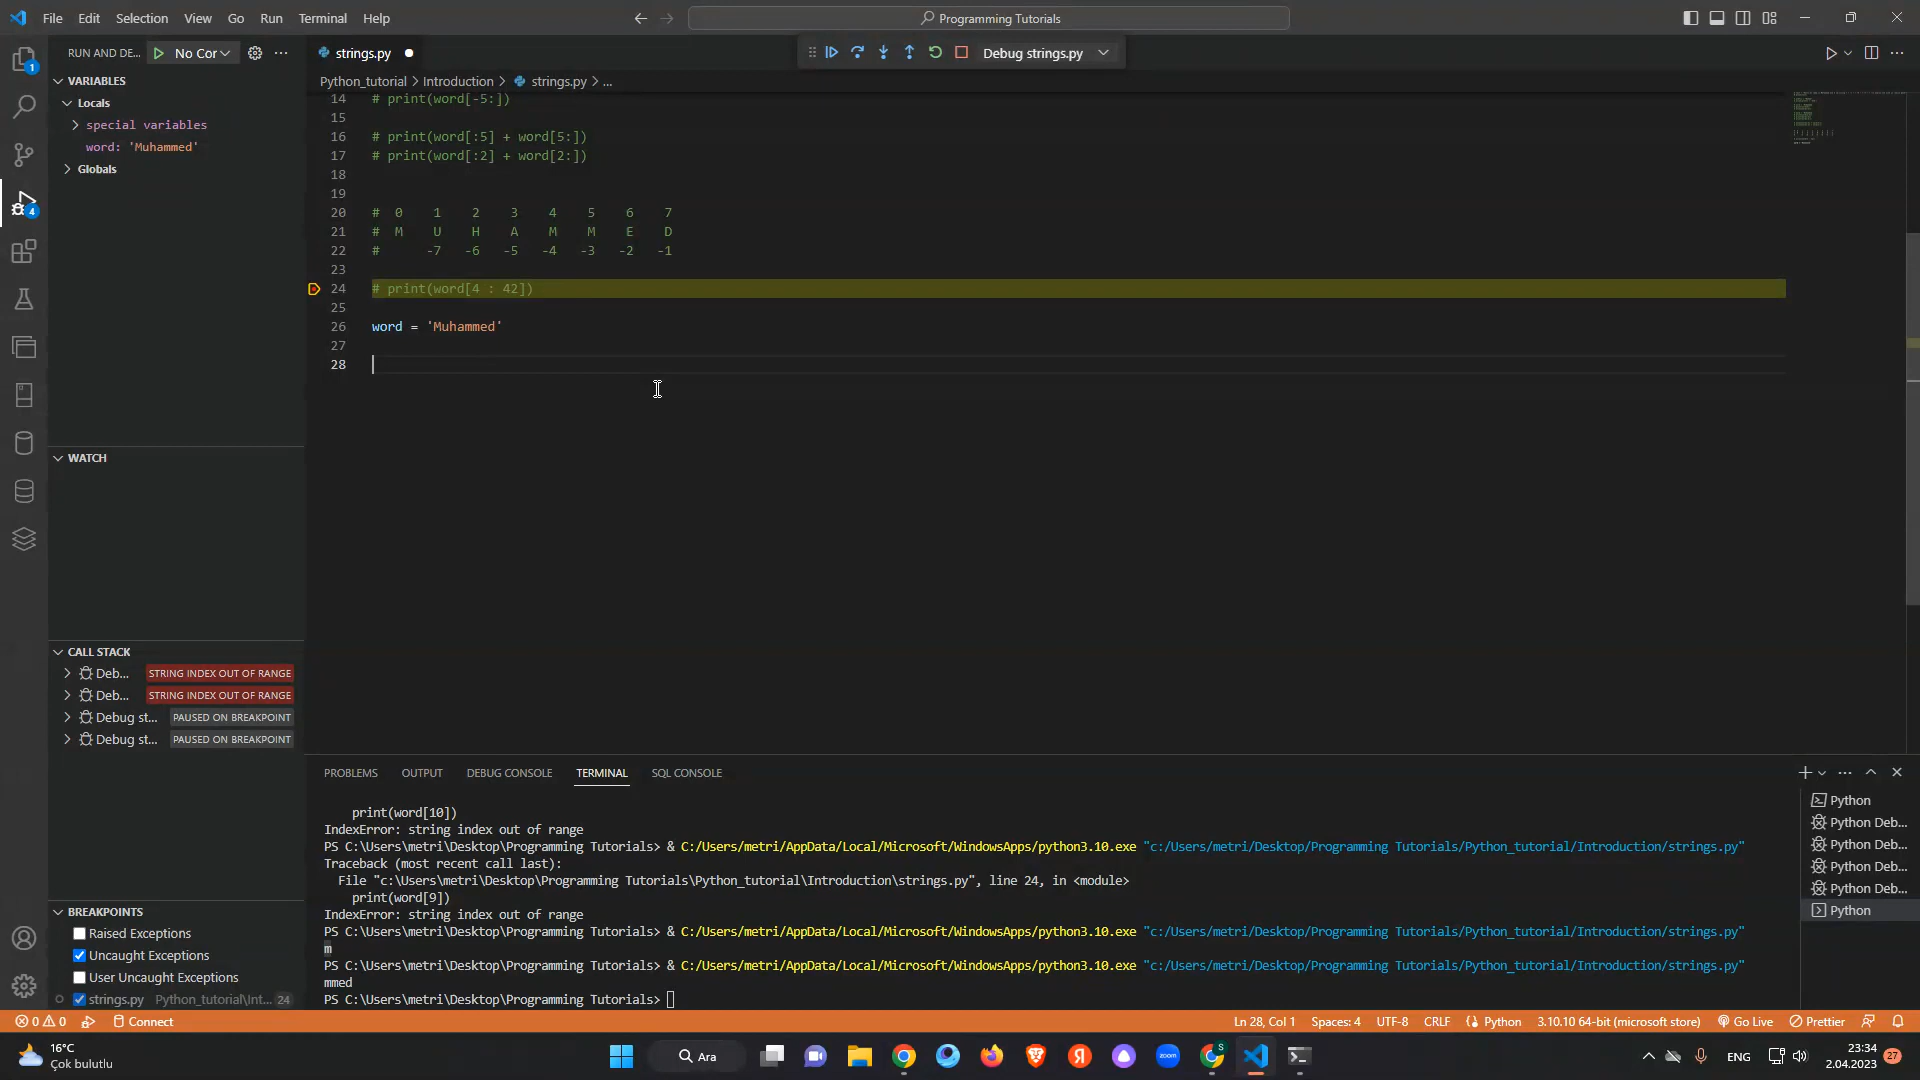 File Edit Selection View Go Run Terminal Help
Programming Tutorials
RUN AND DE... No Cor
strings.py
Debug strings.py
Python_tutorial > Introduction > strings.py > ...
VARIABLES
Locals
special variables
word: 'Muhammed'
Globals
14 # print(word[-5:])
15
16 # print(word[:5] + word[5:])
17 # print(word[:2] + word[2:])
18
19
20 # 0 1 2 3 4 5 6 7
21 # M U H A M M E D
22 # -7 -6 -5 -4 -3 -2 -1
23
24 # print(word[4 : 42])
25
26 word = 'Muhammed'
27
28
WATCH
CALL STACK
Deb... STRING INDEX OUT OF RANGE
Deb... STRING INDEX OUT OF RANGE
Debug st... PAUSED ON BREAKPOINT
Debug st... PAUSED ON BREAKPOINT
BREAKPOINTS
Raised Exceptions
Uncaught Exceptions
User Uncaught Exceptions
strings.py Python_tutorial\Int... 24
PROBLEMS OUTPUT DEBUG CONSOLE TERMINAL SQL CONSOLE
print(word[10])
IndexError: string index out of range
PS C:\Users\metri\Desktop\Programming Tutorials> & C:/Users/metri/AppData/Local/Microsoft/WindowsApps/python3.10.exe "c:/Users/metri/Desktop/Programming Tutorials/Python_tutorial/Introduction/strings.py"
Traceback (most recent call last):
File "c:\Users\metri\Desktop\Programming Tutorials\Python_tutorial\Introduction\strings.py", line 24, in <module>
print(word[9])
IndexError: string index out of range
PS C:\Users\metri\Desktop\Programming Tutorials> & C:/Users/metri/AppData/Local/Microsoft/WindowsApps/python3.10.exe "c:/Users/metri/Desktop/Programming Tutorials/Python_tutorial/Introduction/strings.py"
m
PS C:\Users\metri\Desktop\Programming Tutorials> & C:/Users/metri/AppData/Local/Microsoft/WindowsApps/python3.10.exe "c:/Users/metri/Desktop/Programming Tutorials/Python_tutorial/Introduction/strings.py"
mmed
PS C:\Users\metri\Desktop\Programming Tutorials>
Python
Python Deb...
Python Deb...
Python Deb...
Python Deb...
Python
0 0 Connect
Ln 28, Col 1 Spaces: 4 UTF-8 CRLF Python 3.10.10 64-bit (microsoft store) Go Live Prettier
16°C
Çok bulutlu
Ara
zoom
ENG
23:34
2.04.2023
27
1
4
S